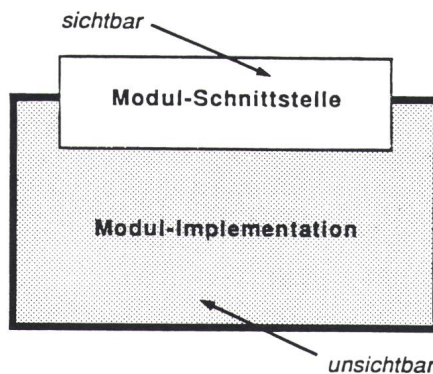 sichtbar
Modul-Schnittstelle
Modul-Implementation
unsichtbar